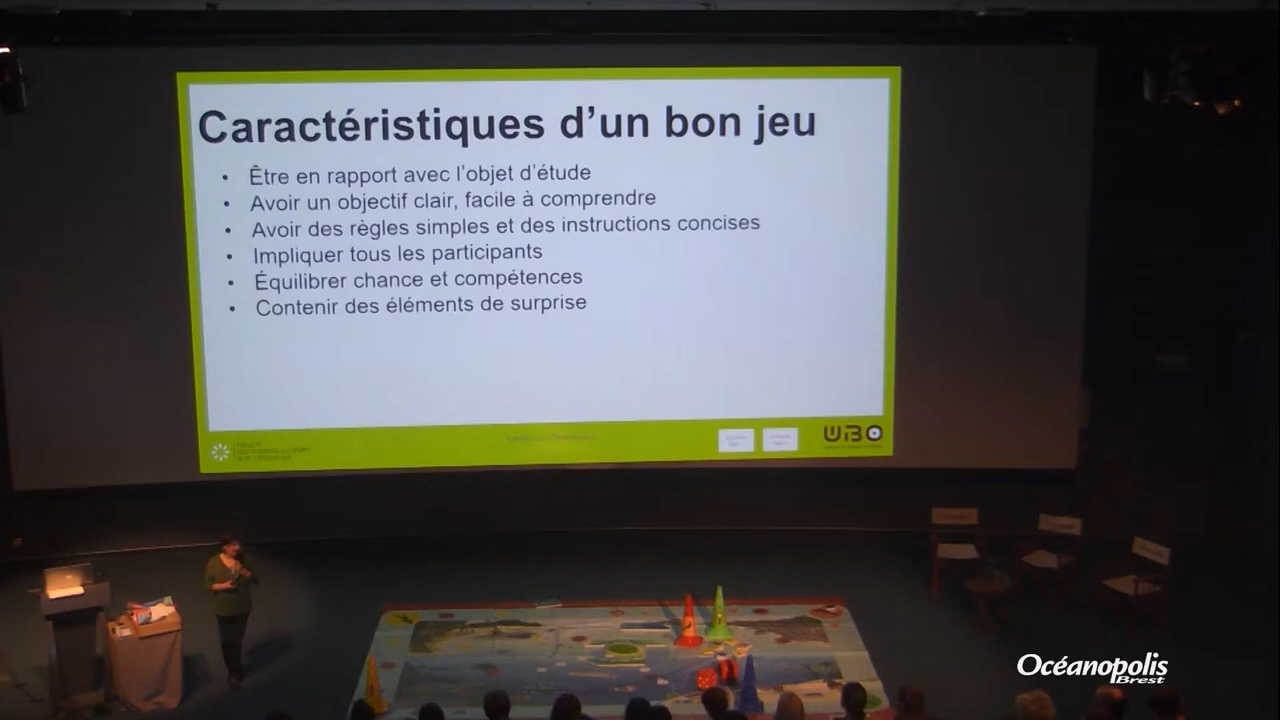 Caractéristiques d'un bon jeu
• Être en rapport avec l'objet d'étude
• Avoir un objectif clair, facile à comprendre
• Avoir des règles simples et des instructions concises
• Impliquer tous les participants
• Équilibrer chance et compétences
• Contenir des éléments de surprise
UBO
Océanopolis
Brest